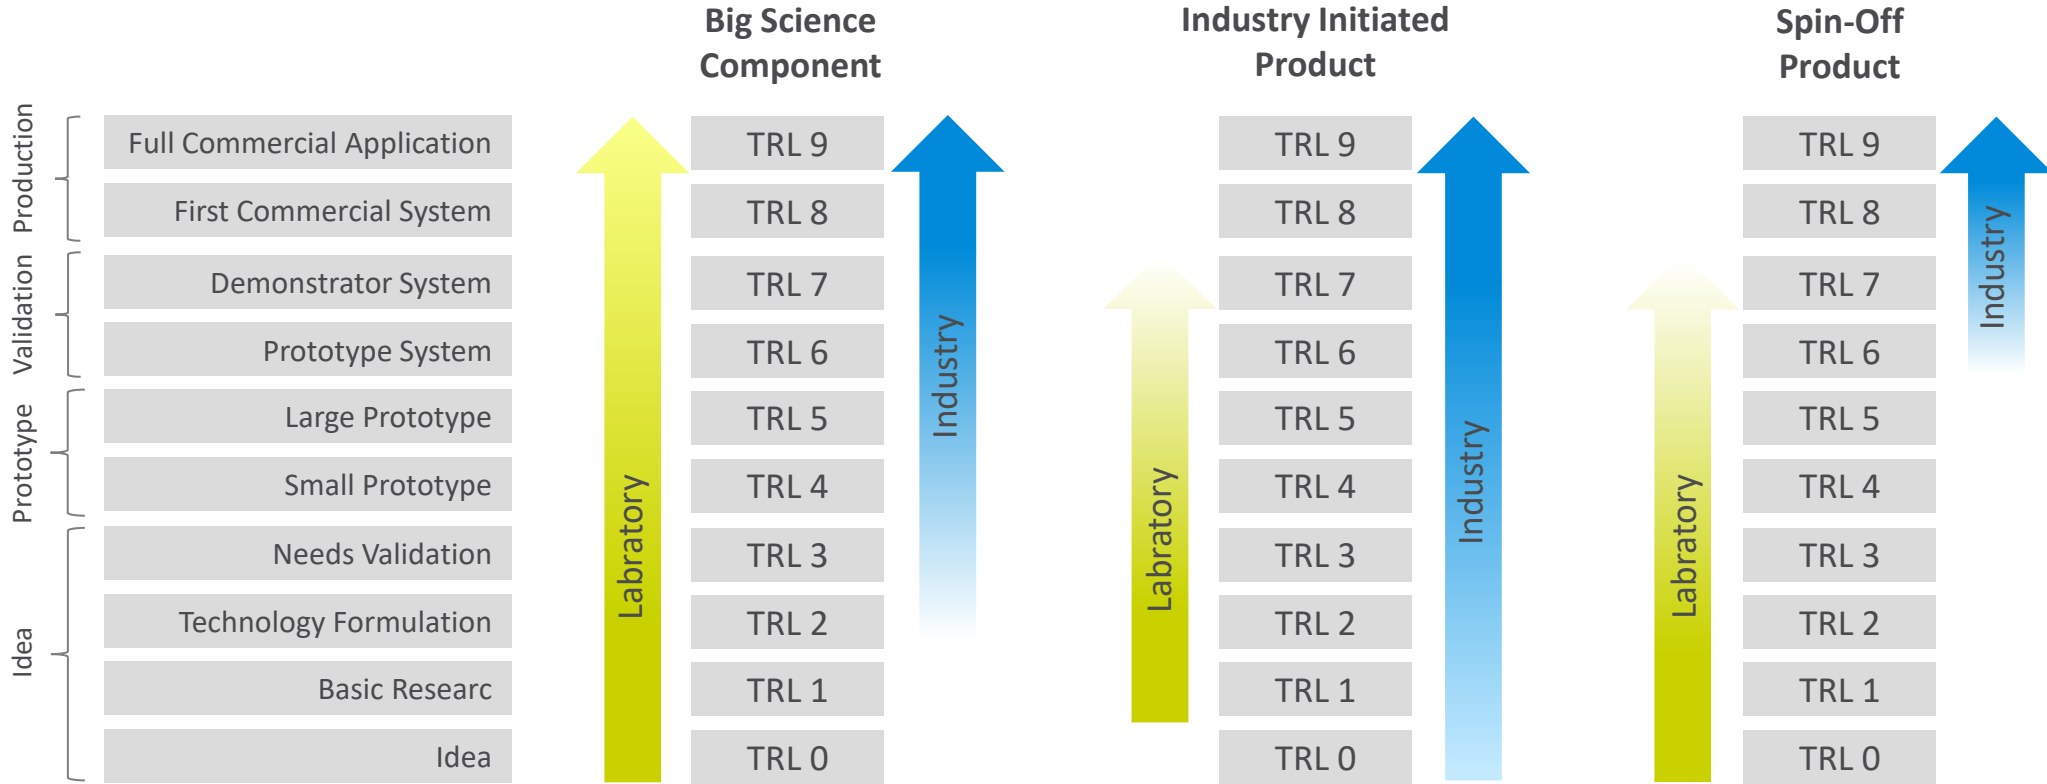 Big Science
Component
Industry Initiated
Product
Spin-Off
Product
Production
Full Commercial Application
TRL 9
TRL 9
TRL 9
First Commercial System
TRL 8
TRL 8
TRL 8
Validation
Demonstrator System
TRL 7
TRL 7
TRL 7
Industry
Prototype System
TRL 6
TRL 6
TRL 6
Industry
Prototype
Large Prototype
TRL 5
TRL 5
TRL 5
Small Prototype
TRL 4
TRL 4
TRL 4
Industry
Labratory
Labratory
Labratory
Idea
Needs Validation
TRL 3
TRL 3
TRL 3
Technology Formulation
TRL 2
TRL 2
TRL 2
Basic Researc
TRL 1
TRL 1
TRL 1
Idea
TRL 0
TRL 0
TRL 0